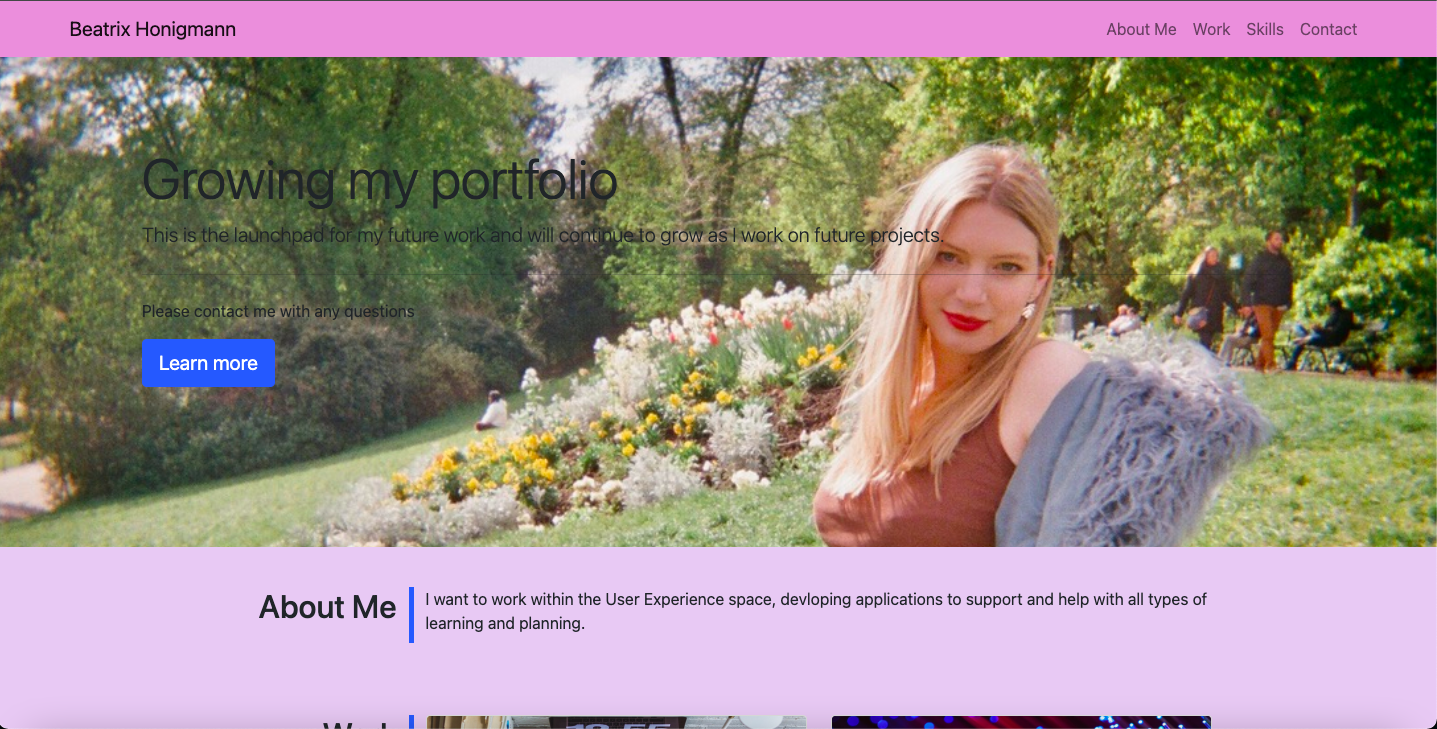 Beatrix Honigmann
About Me Work Skills Contact
Growing my portfolio
This is the launchpad for my future work and will continue to grow as I work on future projects.
Please contact me with any questions
Learn more
About Me
I want to work within the User Experience space, devloping applications to support and help with all types of
learning and planning.